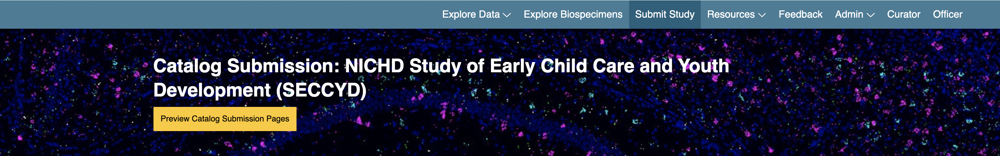 Explore Data Explore Biospecimens Submit Study Resources Feedback Admin Curator Officer
Catalog Submission: NICHD Study of Early Child Care and Youth
Development (SECCYD)
Preview Catalog Submission Pages